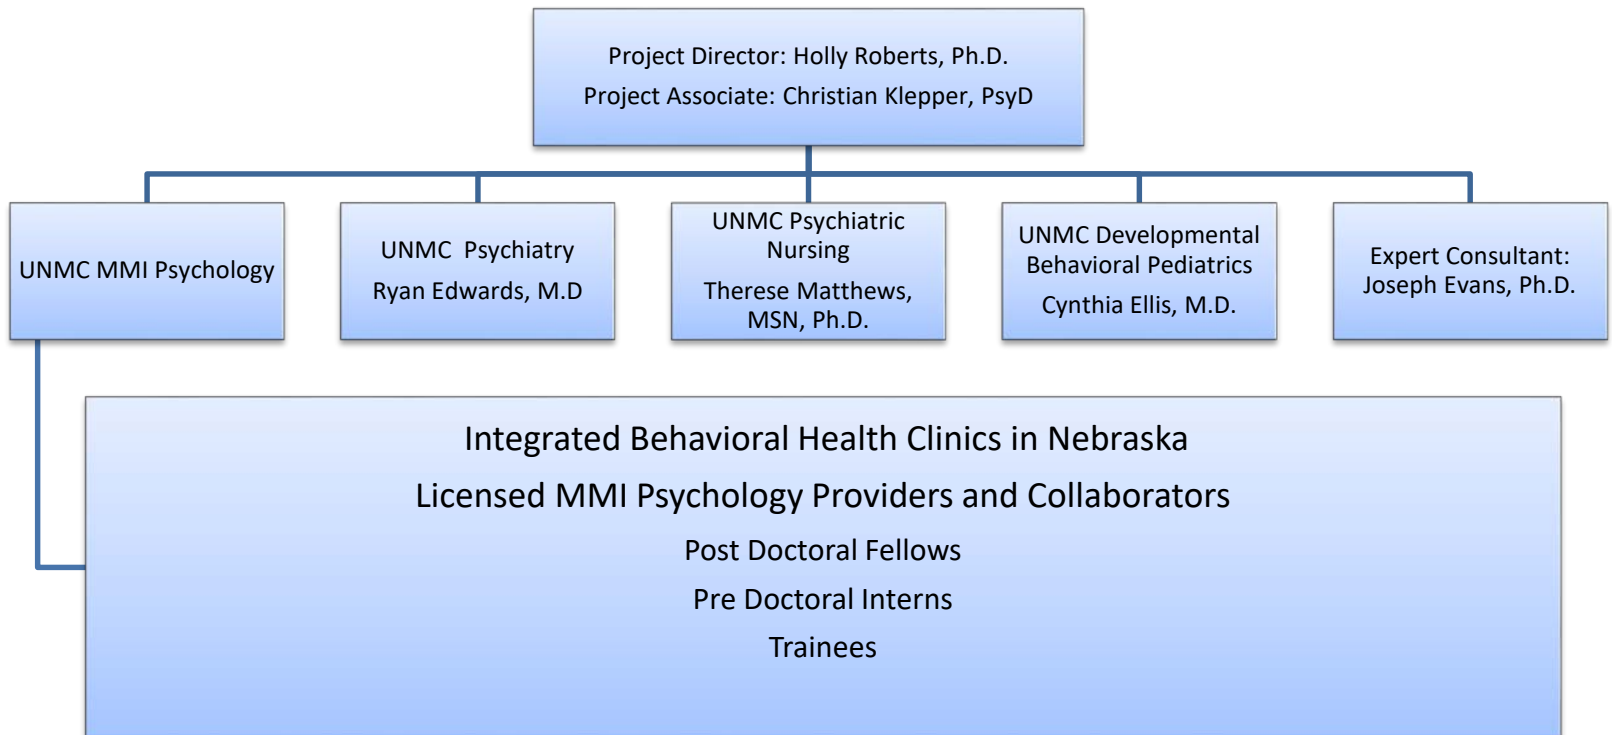 Project Director: Holly Roberts, Ph.D.
Project Associate: Christian Klepper, PsyD
UNMC MMI Psychology
UNMC Psychiatry
Ryan Edwards, M.D
UNMC Psychiatric
Nursing
Therese Matthews,
MSN, Ph.D.
UNMC Developmental
Behavioral Pediatrics
Cynthia Ellis, M.D.
Expert Consultant:
Joseph Evans, Ph.D.
Integrated Behavioral Health Clinics in Nebraska
Licensed MMI Psychology Providers and Collaborators
Post Doctoral Fellows
Pre Doctoral Interns
Trainees